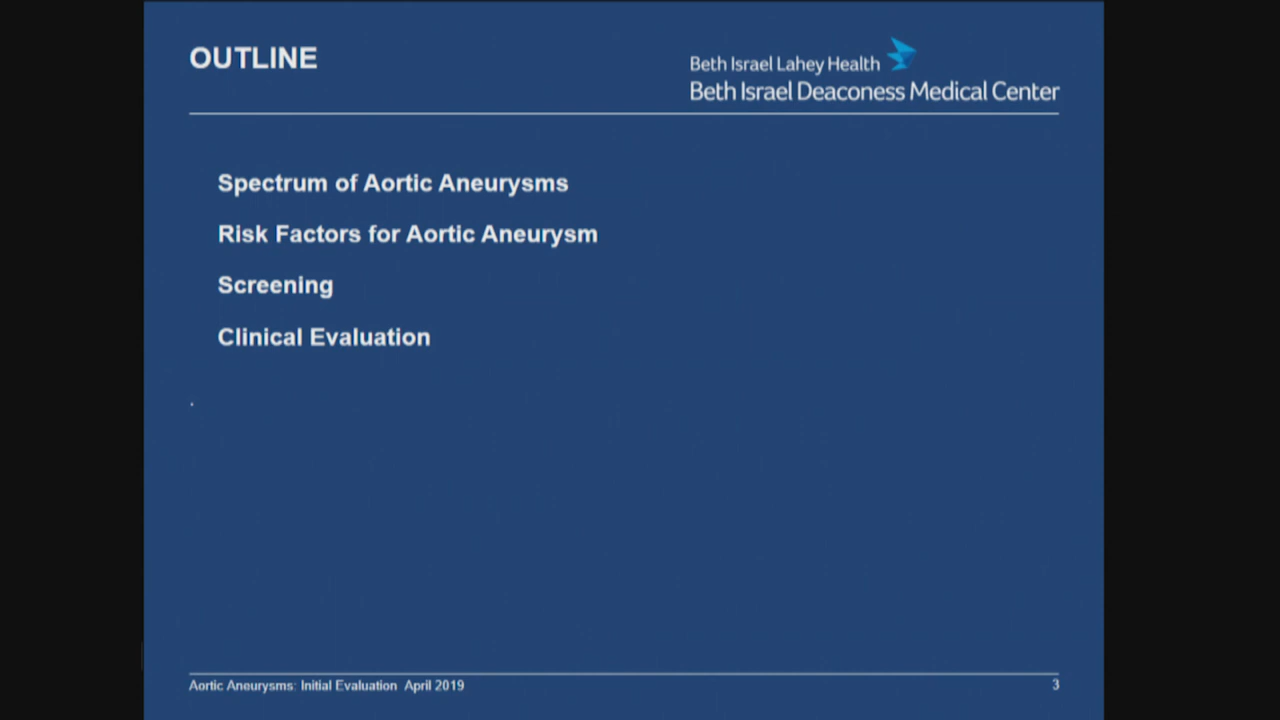 OUTLINE
Beth Israel Lahey Health
Beth Israel Deaconess Medical Center
Spectrum of Aortic Aneurysms
Risk Factors for Aortic Aneurysm
Screening
Clinical Evaluation
.
Aortic Aneurysms: Initial Evaluation April 2019
3